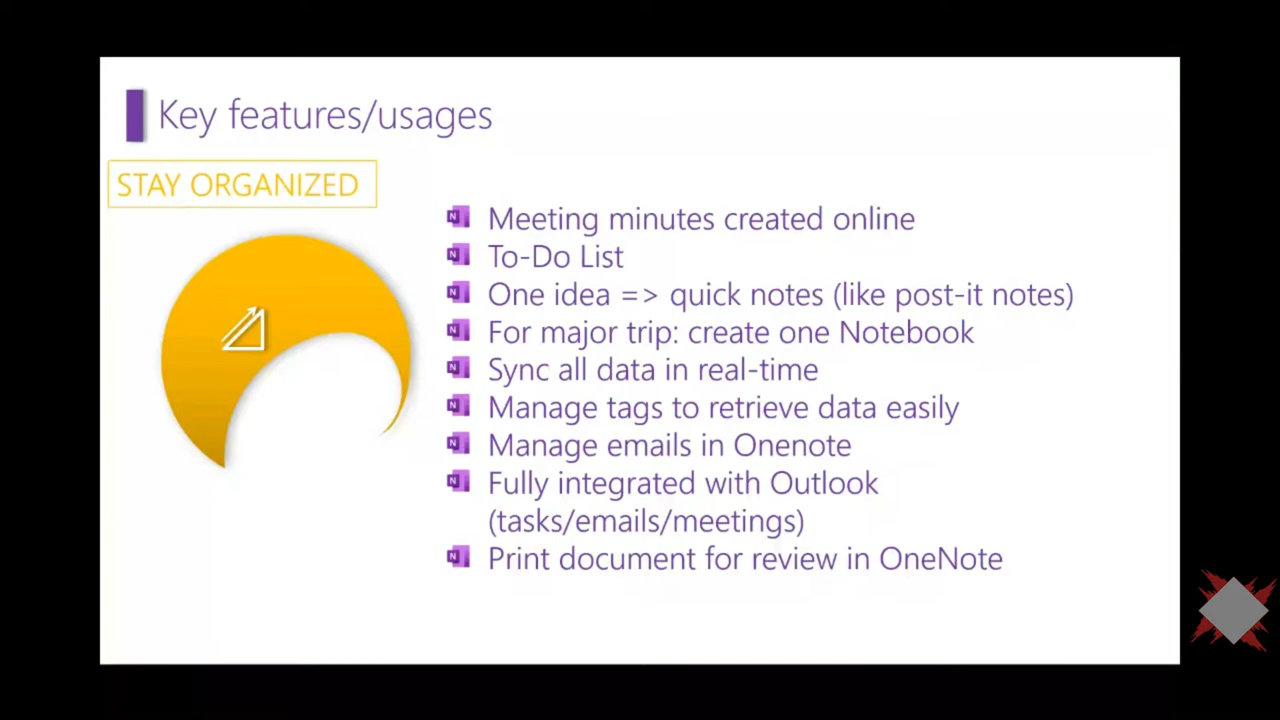 Key features/usages
STAY ORGANIZED
Meeting minutes created online
To-Do List
One idea => quick notes (like post-it notes)
For major trip: create one Notebook
Sync all data in real-time
Manage tags to retrieve data easily
Manage emails in Onenote
Fully integrated with Outlook
(tasks/emails/meetings)
Print document for review in OneNote